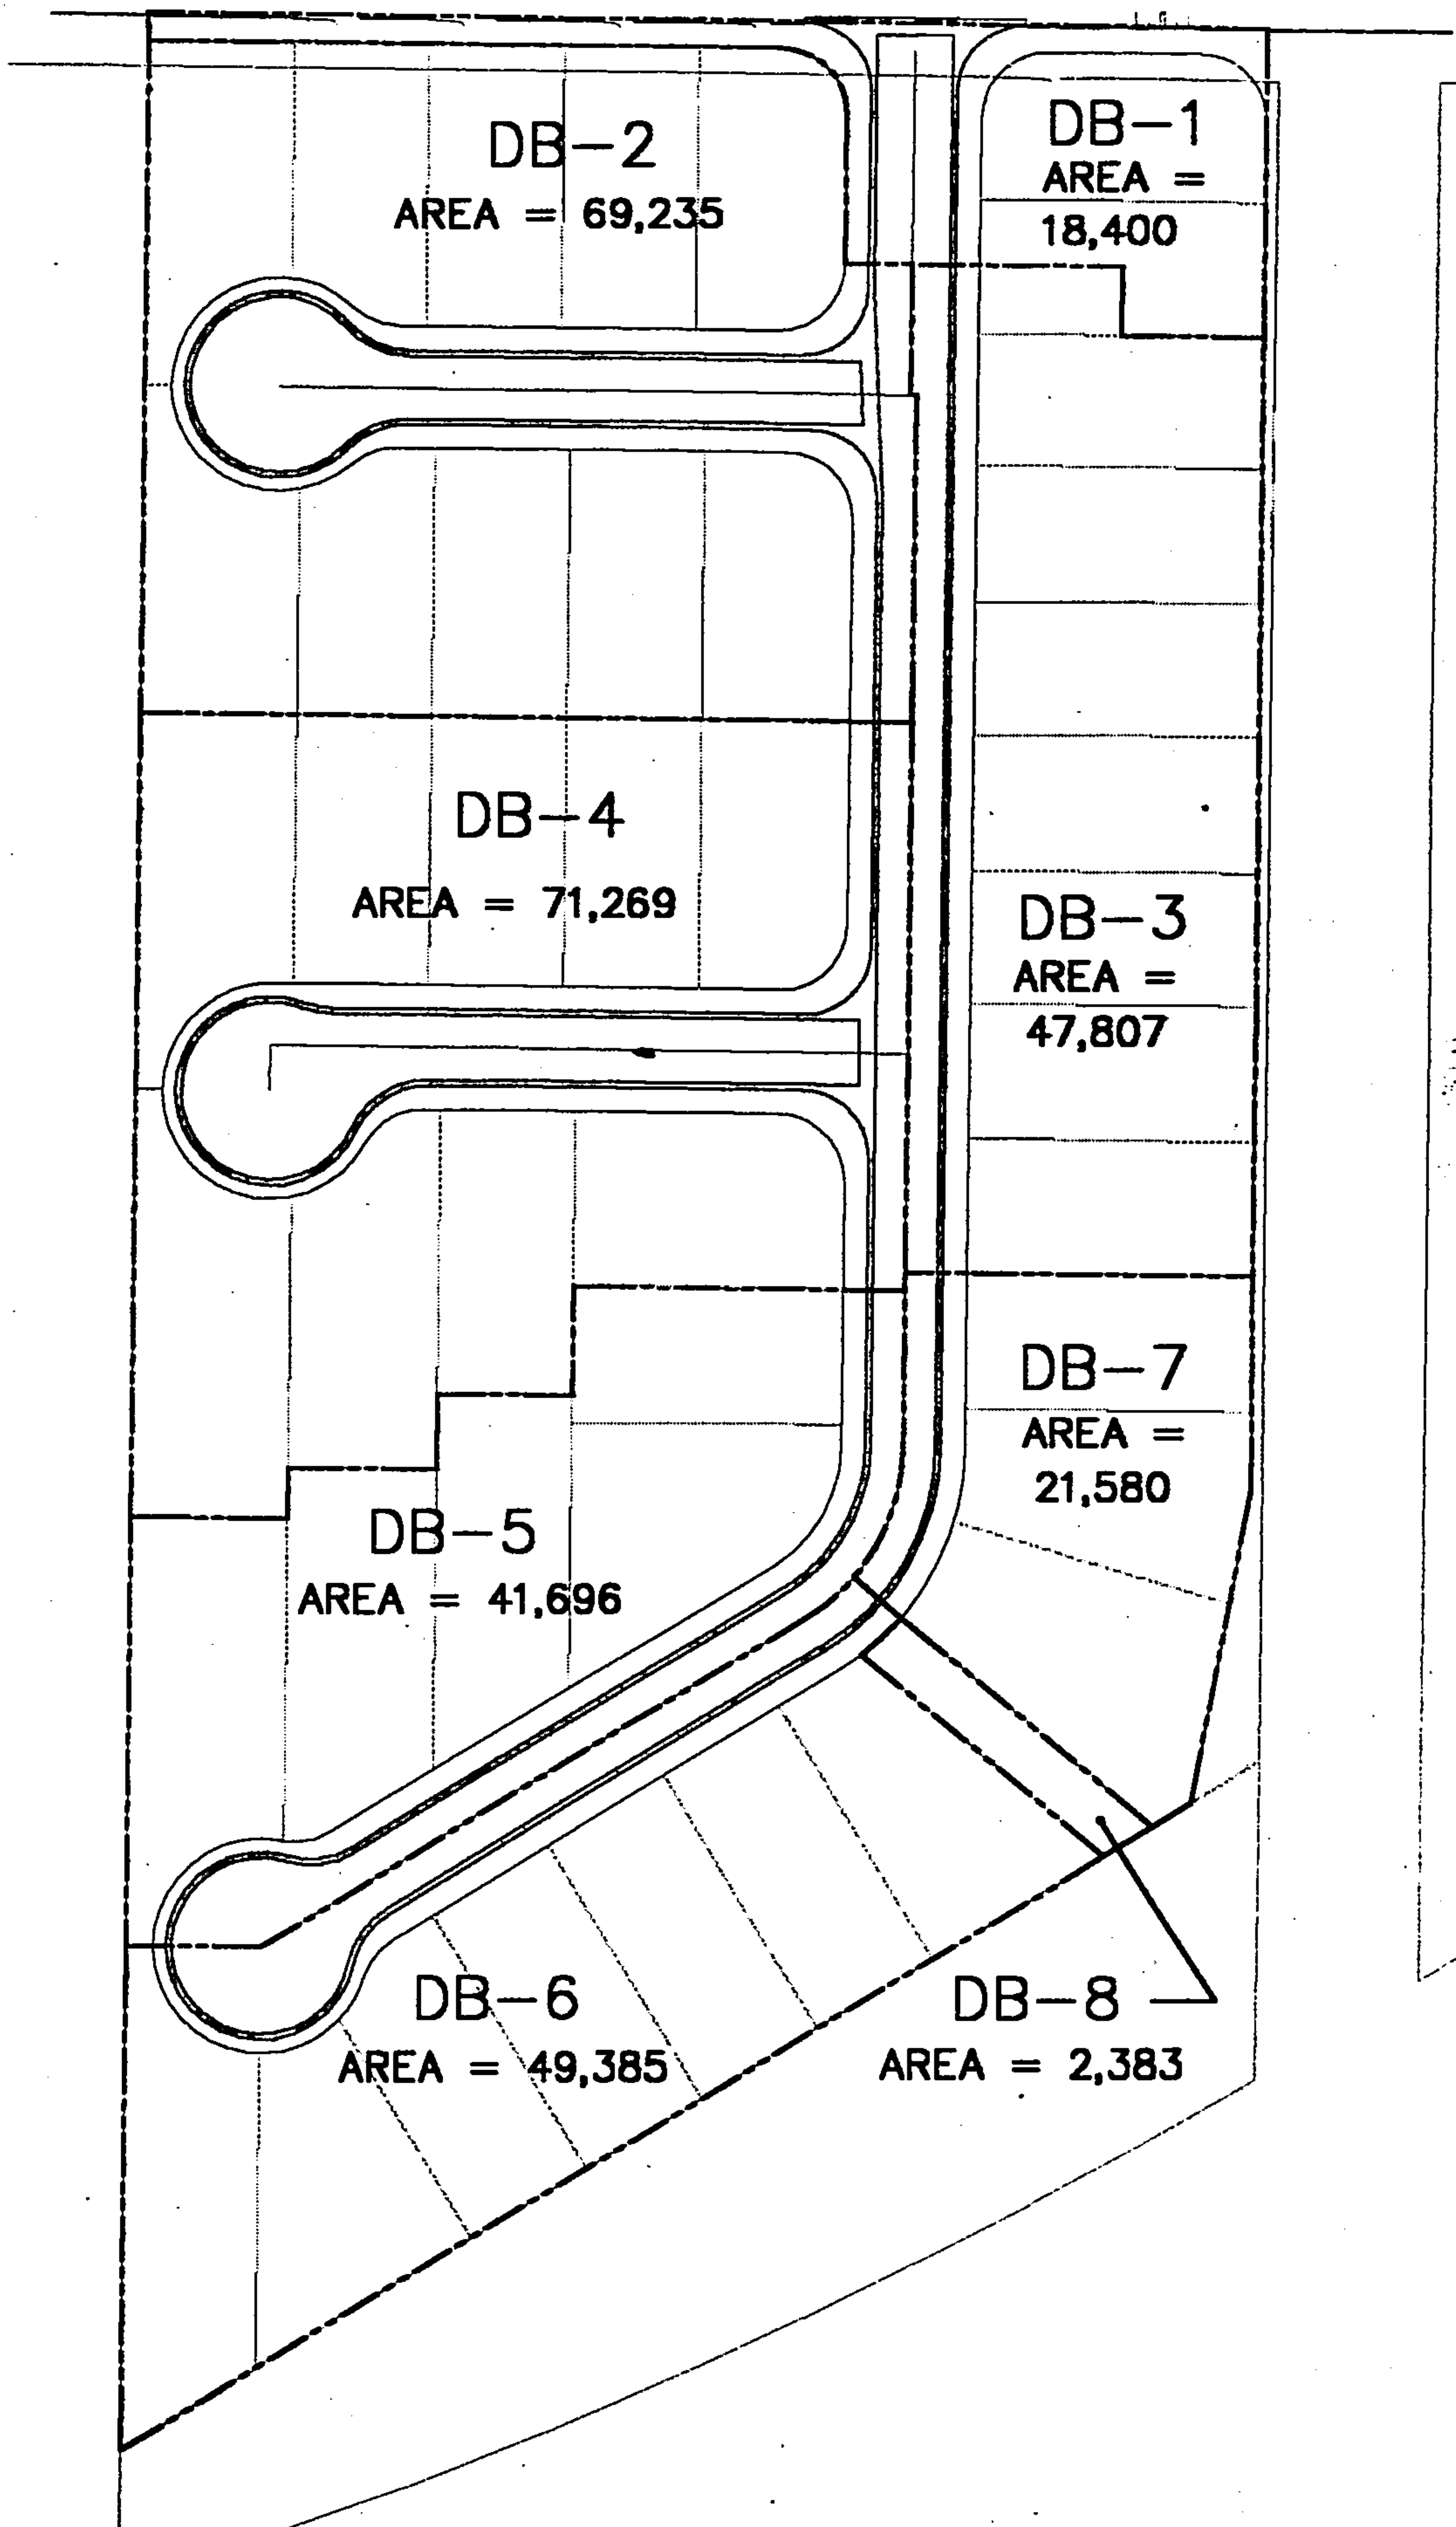 DB-2
AREA = 69,235
DB-1
AREA =
18,400
DB-4
AREA = 71,269
DB-3
AREA =
47,807
DB-7
AREA =
21,580
DB-5
AREA = 41,696
DB-6
AREA = 49,385
DB-8
AREA = 2,383